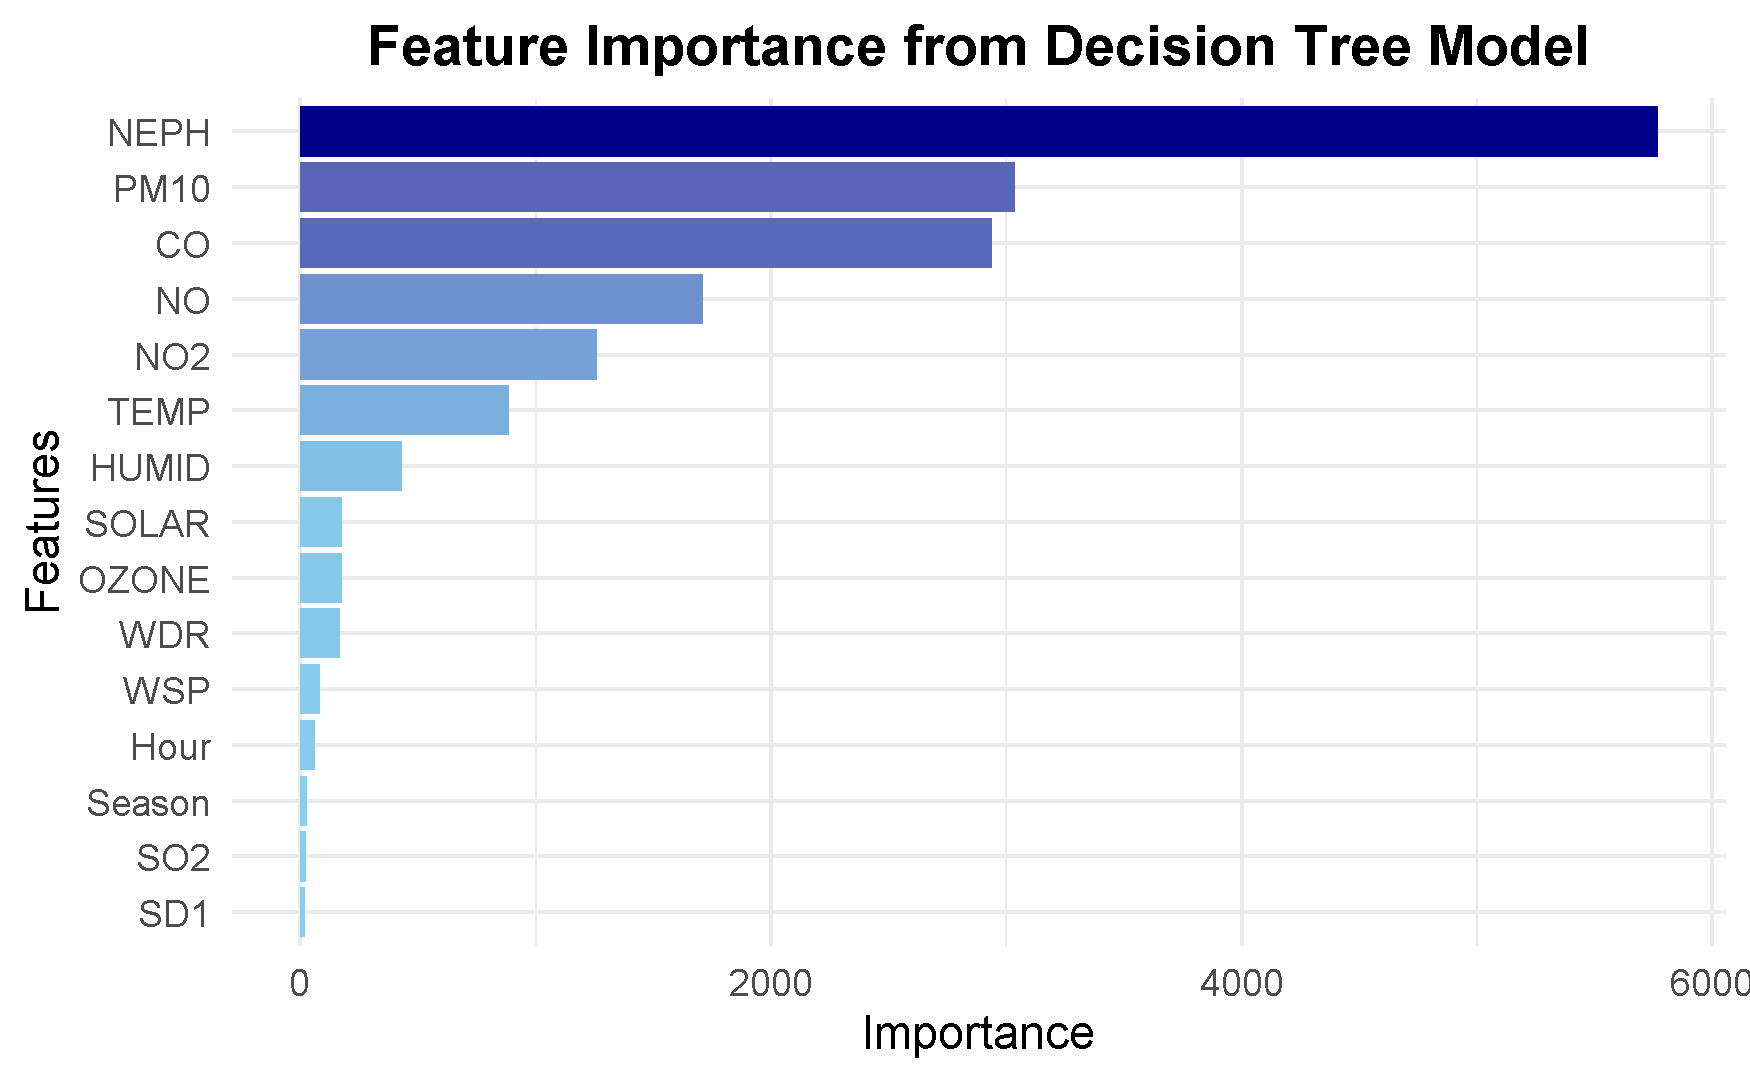 Feature Importance from Decision Tree Model
Features
NEPH
PM10
CO
NO
NO2
TEMP
HUMID
SOLAR
OZONE
WDR
WSP
Hour
Season
SO2
SD1
0 2000 4000 6000
Importance